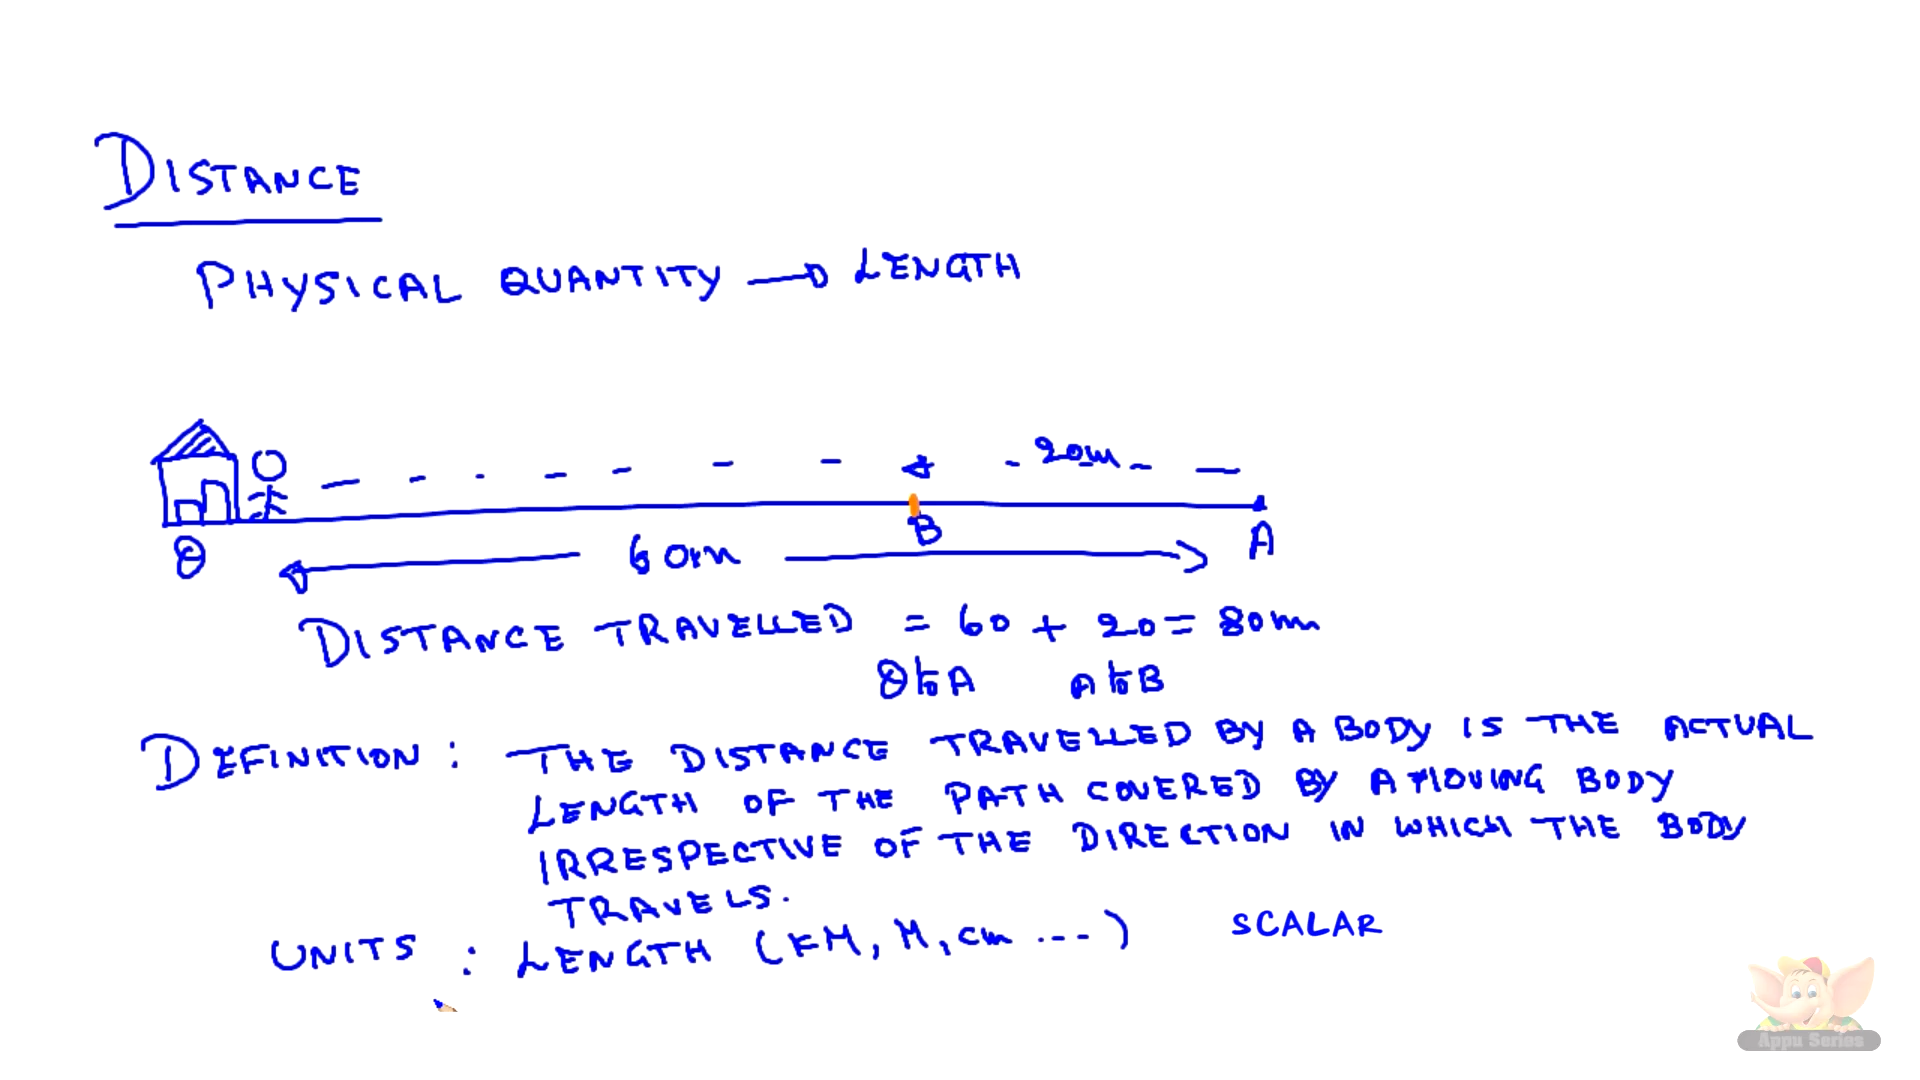 DISTANCE
PHYSICAL QUANTITY → LENGTH
20m
B
A
O
60m
DISTANCE TRAVELLED = 60 + 20 = 80m
O to A A to B
DEFINITION : THE DISTANCE TRAVELLED BY A BODY IS THE ACTUAL
LENGTH OF THE PATH COVERED BY A MOVING BODY
IRRESPECTIVE OF THE DIRECTION IN WHICH THE BODY
TRAVELS.
UNITS : LENGTH (KM, M, cm ...) SCALAR
Appu Series